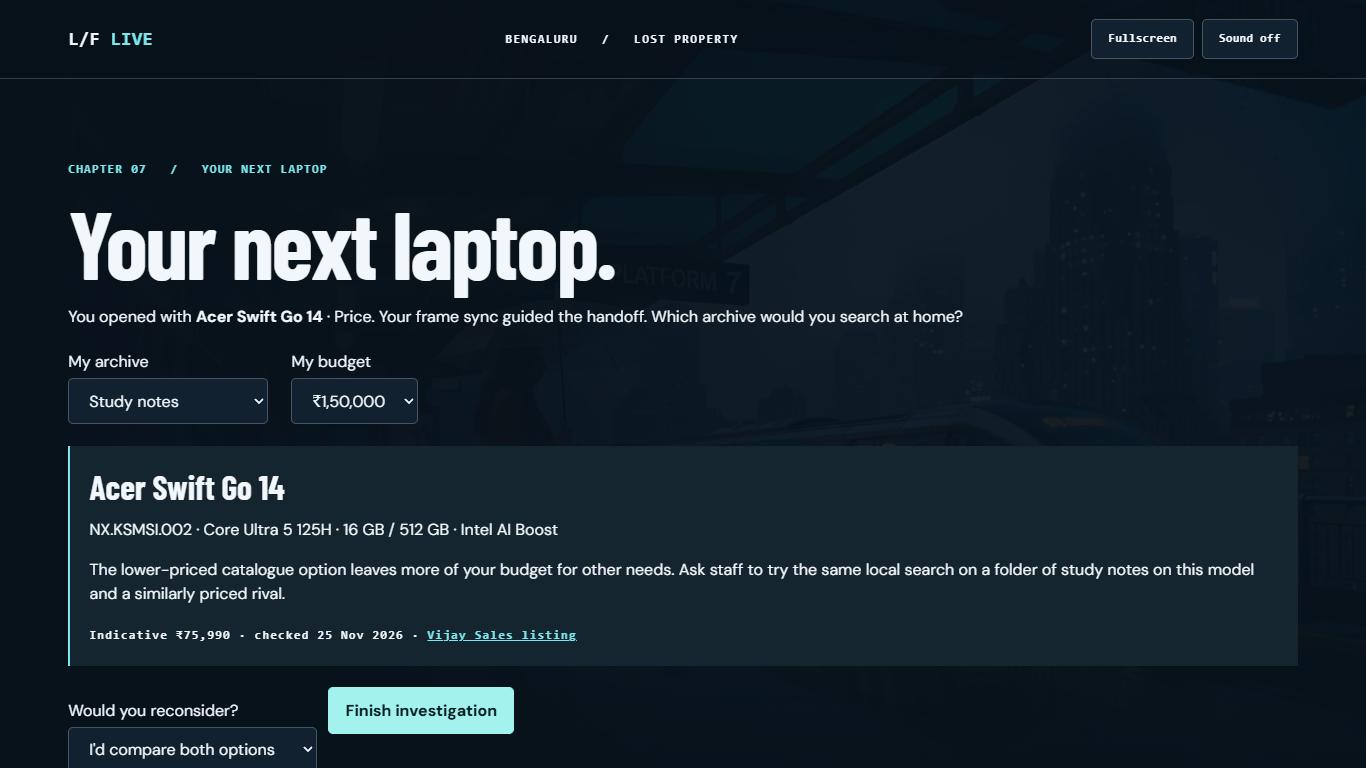 L/F LIVE
BENGALURU / LOST PROPERTY
Fullscreen
Sound off
CHAPTER 07 / YOUR NEXT LAPTOP
Your next laptop.
PLATFORM 7
You opened with Acer Swift Go 14 · Price. Your frame sync guided the handoff. Which archive would you search at home?
My archive
My budget
Study notes
₹1,50,000
Acer Swift Go 14
NX.KSMSI.002 · Core Ultra 5 125H · 16 GB / 512 GB · Intel AI Boost
The lower-priced catalogue option leaves more of your budget for other needs. Ask staff to try the same local search on a folder of study notes on this model
and a similarly priced rival.
Indicative ₹75,990 · checked 25 Nov 2026 · Vijay Sales listing
Would you reconsider?
Finish investigation
I'd compare both options